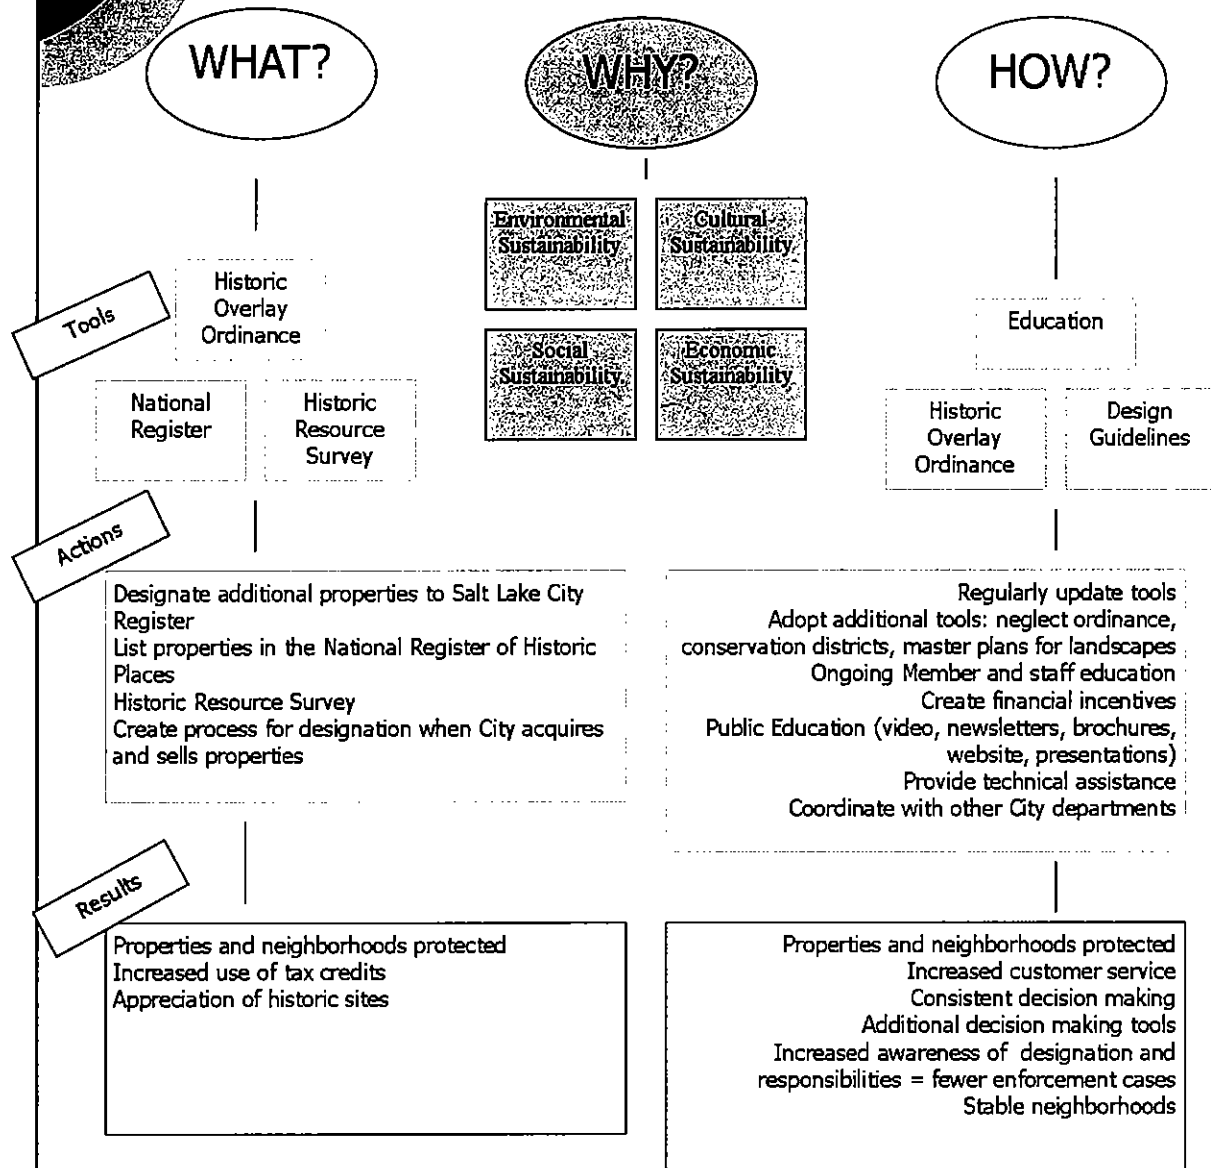 WHAT?
WHY?
HOW?
Environmental
Sustainability
Cultural
Sustainability
Social
Sustainability
Economic
Sustainability
Tools
Historic
Overlay
Ordinance
National
Register
Historic
Resource
Survey
Education
Historic
Overlay
Ordinance
Design
Guidelines
Actions
Designate additional properties to Salt Lake City
Register
List properties in the National Register of Historic
Places
Historic Resource Survey
Create process for designation when City acquires
and sells properties
Regularly update tools
Adopt additional tools: neglect ordinance,
conservation districts, master plans for landscapes
Ongoing Member and staff education
Create financial incentives
Public Education (video, newsletters, brochures,
website, presentations)
Provide technical assistance
Coordinate with other City departments
Results
Properties and neighborhoods protected
Increased use of tax credits
Appreciation of historic sites
Properties and neighborhoods protected
Increased customer service
Consistent decision making
Additional decision making tools
Increased awareness of designation and
responsibilities = fewer enforcement cases
Stable neighborhoods